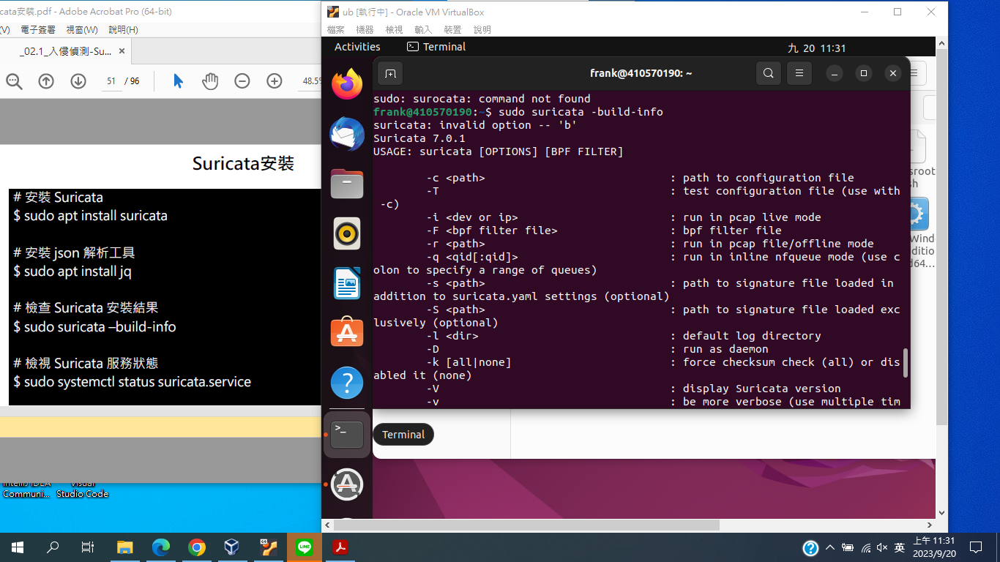 cata安裝.pdf - Adobe Acrobat Pro (64-bit)
(V) 電子簽署 視窗(W) 說明(H)
_02.1_入侵偵測-Su... ×
51 / 96 48.5%
Suricata安裝
# 安裝 Suricata
$ sudo apt install suricata
# 安裝 json 解析工具
$ sudo apt install jq
# 檢查 Suricata 安裝結果
$ sudo suricata –build-info
# 檢視 Suricata 服務狀態
$ sudo systemctl status suricata.service
IntelliJ IDEA Communi...
Visual Studio Code
ub [執行中] - Oracle VM VirtualBox
檔案 機器 檢視 輸入 裝置 說明
Activities Terminal 九 20 11:31
frank@410570190: ~
sudo: surocata: command not found
frank@410570190:~$ sudo suricata -build-info
suricata: invalid option -- 'b'
Suricata 7.0.1
USAGE: suricata [OPTIONS] [BPF FILTER]
-c <path> : path to configuration file
-T : test configuration file (use with
-c)
-i <dev or ip> : run in pcap live mode
-F <bpf filter file> : bpf filter file
-r <path> : run in pcap file/offline mode
-q <qid[:qid]> : run in inline nfqueue mode (use c
olon to specify a range of queues)
-s <path> : path to signature file loaded in
addition to suricata.yaml settings (optional)
-S <path> : path to signature file loaded exc
lusively (optional)
-l <dir> : default log directory
-D : run as daemon
-k [all|none] : force checksum check (all) or dis
abled it (none)
-V : display Suricata version
-v : be more verbose (use multiple tim
Terminal
sroot
sh
Wind
ditio
d64...
64
LINE
英
上午 11:31
2023/9/20